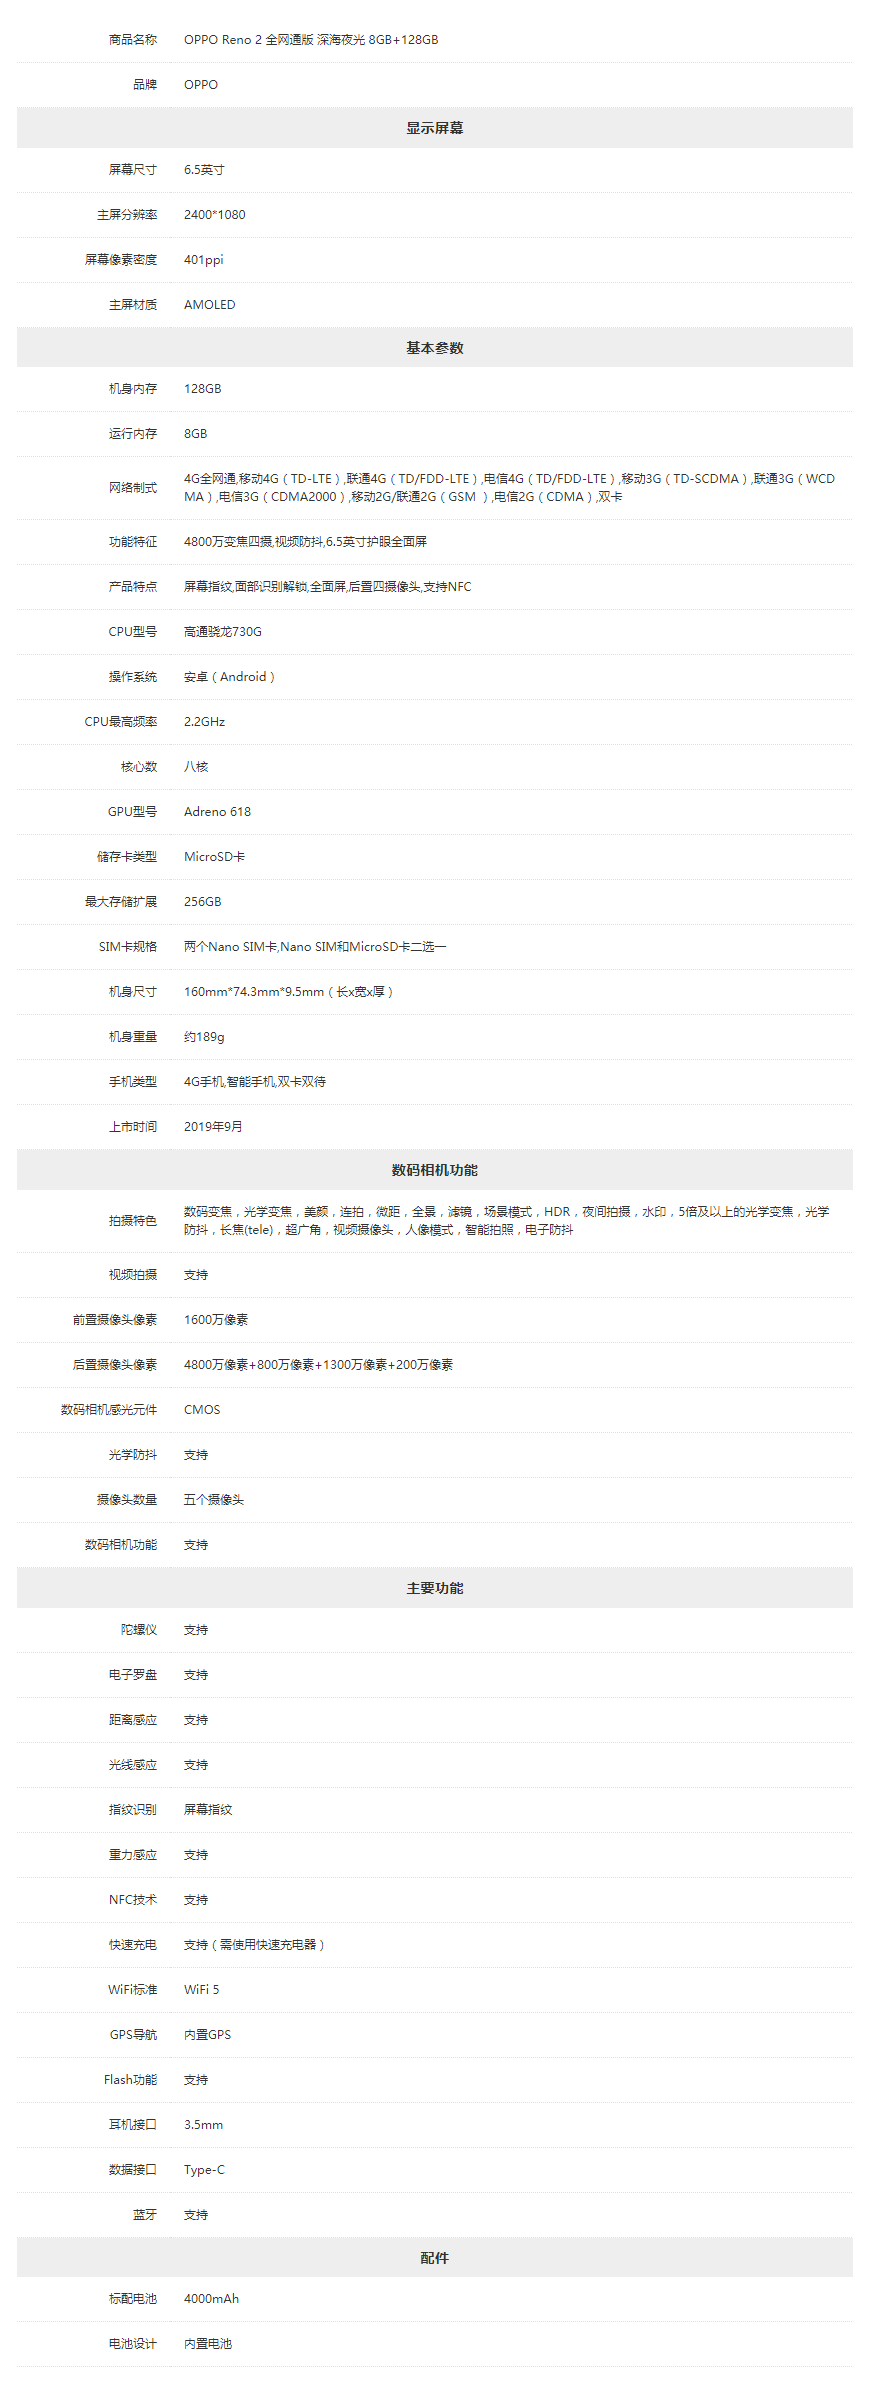 商品名称 OPPO Reno 2 全网通版 深海夜光 8GB+128GB
品牌 OPPO
显示屏幕
屏幕尺寸 6.5英寸
主屏分辨率 2400*1080
屏幕像素密度 401ppi
主屏材质 AMOLED
基本参数
机身内存 128GB
运行内存 8GB
网络制式 4G全网通,移动4G（TD-LTE）,联通4G（TD/FDD-LTE）,电信4G（TD/FDD-LTE）,移动3G（TD-SCDMA）,联通3G（WCD
MA）,电信3G（CDMA2000）,移动2G/联通2G（GSM ）,电信2G（CDMA）,双卡
功能特征 4800万变焦四摄,视频防抖,6.5英寸护眼全面屏
产品特点 屏幕指纹,面部识别解锁,全面屏,后置四摄像头,支持NFC
CPU型号 高通骁龙730G
操作系统 安卓（Android）
CPU最高频率 2.2GHz
核心数 八核
GPU型号 Adreno 618
储存卡类型 MicroSD卡
最大存储扩展 256GB
SIM卡规格 两个Nano SIM卡,Nano SIM和MicroSD卡二选一
机身尺寸 160mm*74.3mm*9.5mm（长x宽x厚）
机身重量 约189g
手机类型 4G手机,智能手机,双卡双待
上市时间 2019年9月
数码相机功能
拍摄特色 数码变焦，光学变焦，美颜，连拍，微距，全景，滤镜，场景模式，HDR，夜间拍摄，水印，5倍及以上的光学变焦，光学
防抖，长焦(tele)，超广角，视频摄像头，人像模式，智能拍照，电子防抖
视频拍摄 支持
前置摄像头像素 1600万像素
后置摄像头像素 4800万像素+800万像素+1300万像素+200万像素
数码相机感光元件 CMOS
光学防抖 支持
摄像头数量 五个摄像头
数码相机功能 支持
主要功能
陀螺仪 支持
电子罗盘 支持
距离感应 支持
光线感应 支持
指纹识别 屏幕指纹
重力感应 支持
NFC技术 支持
快速充电 支持（需使用快速充电器）
WiFi标准 WiFi 5
GPS导航 内置GPS
Flash功能 支持
耳机接口 3.5mm
数据接口 Type-C
蓝牙 支持
配件
标配电池 4000mAh
电池设计 内置电池